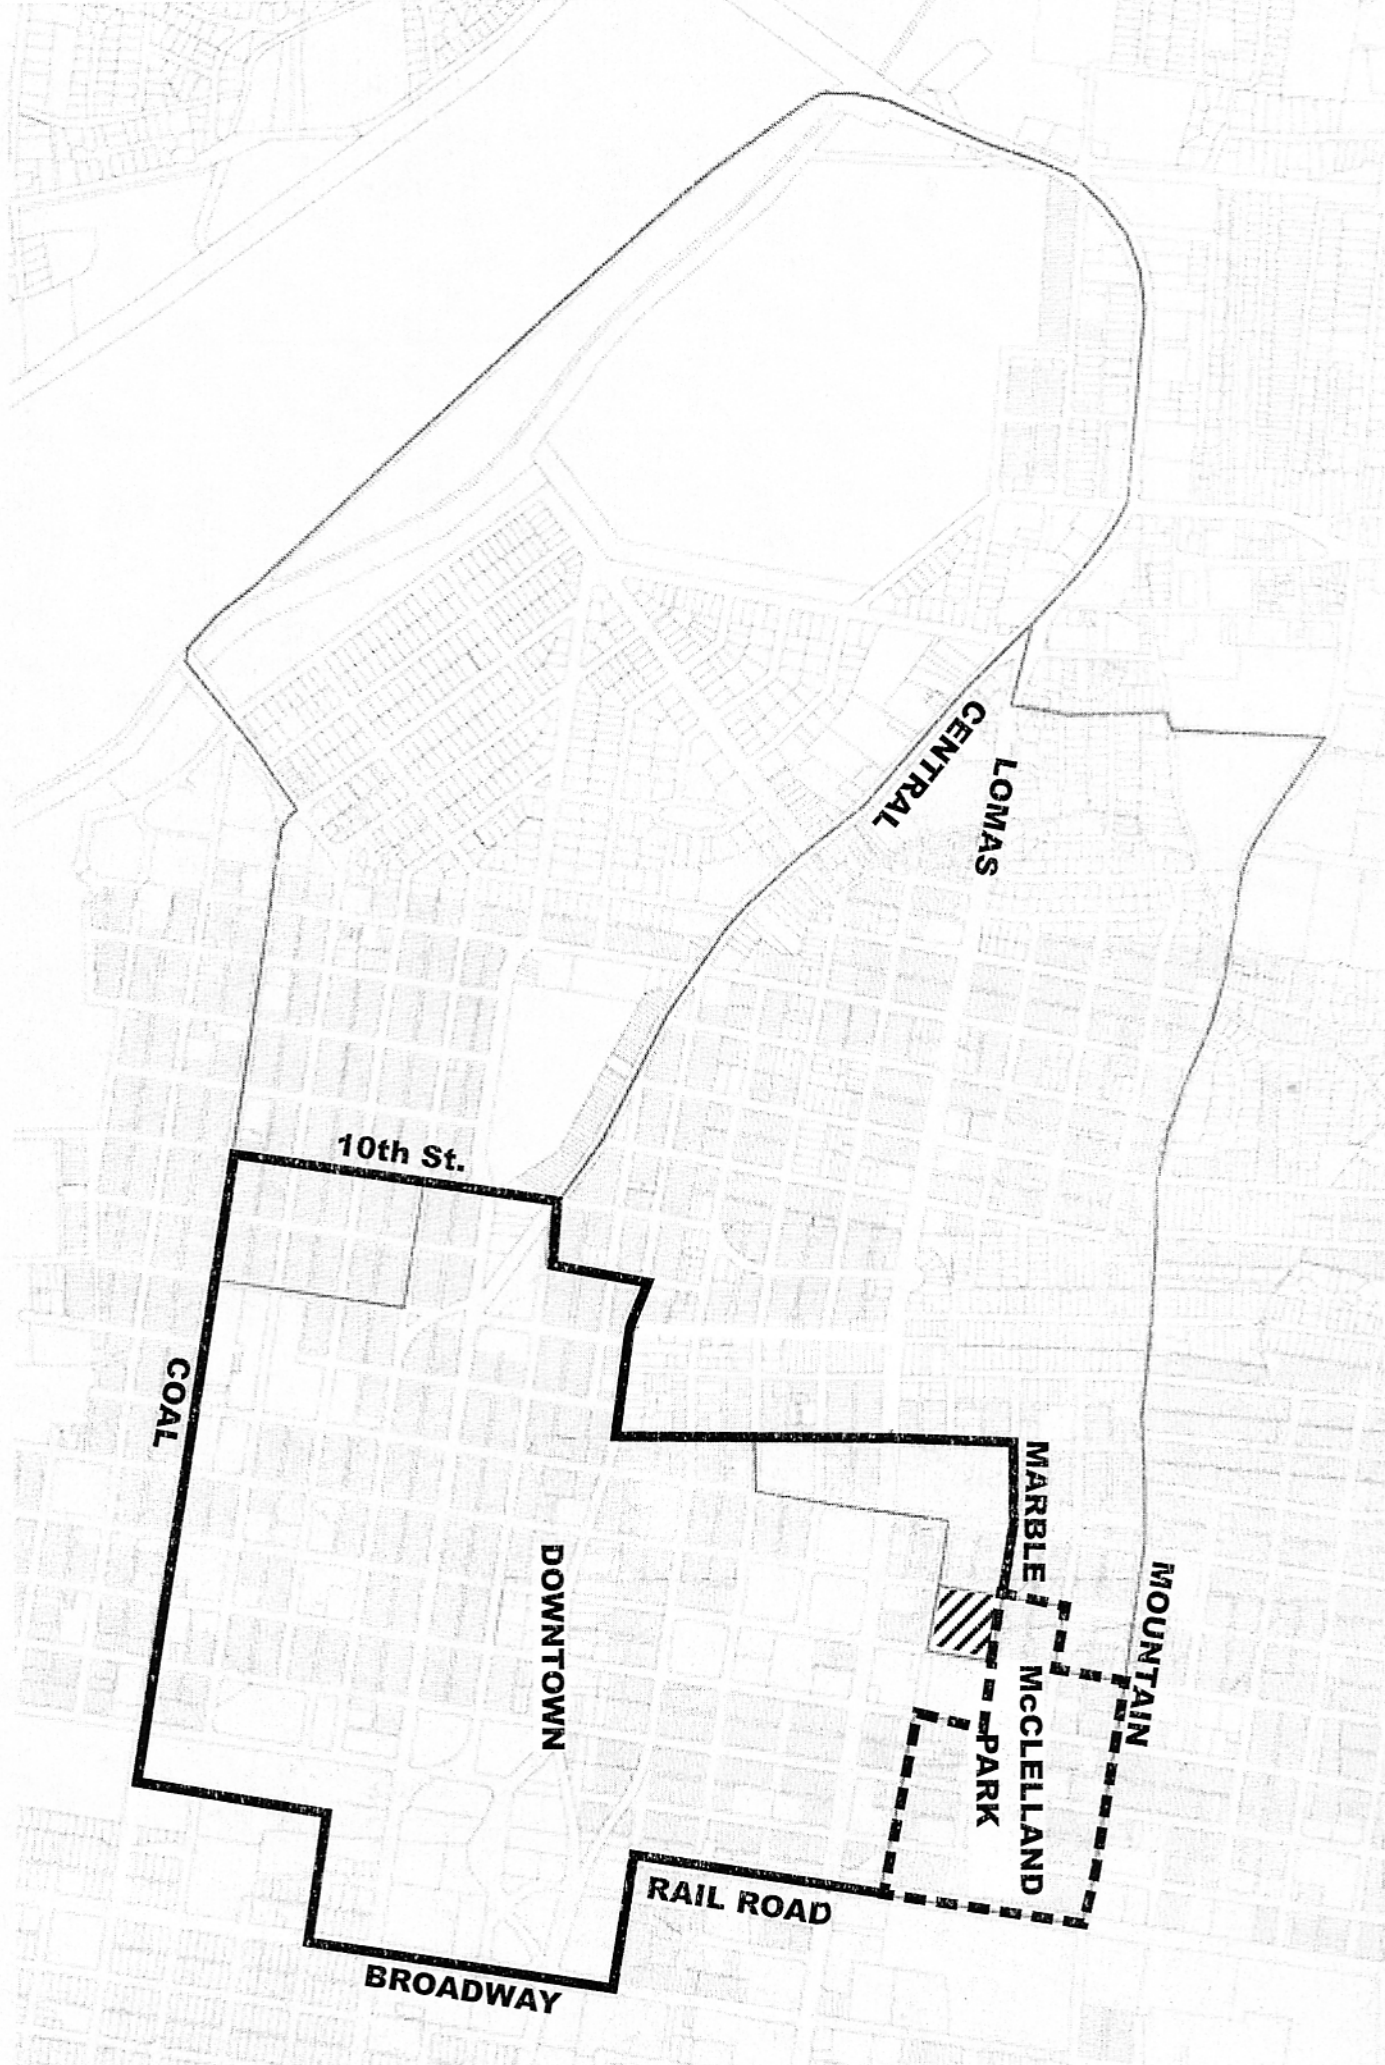 CENTRAL
LOMAS
10th St.
COAL
MARBLE
MOUNTAIN
DOWNTOWN
McCLELLAND
PARK
RAIL ROAD
BROADWAY